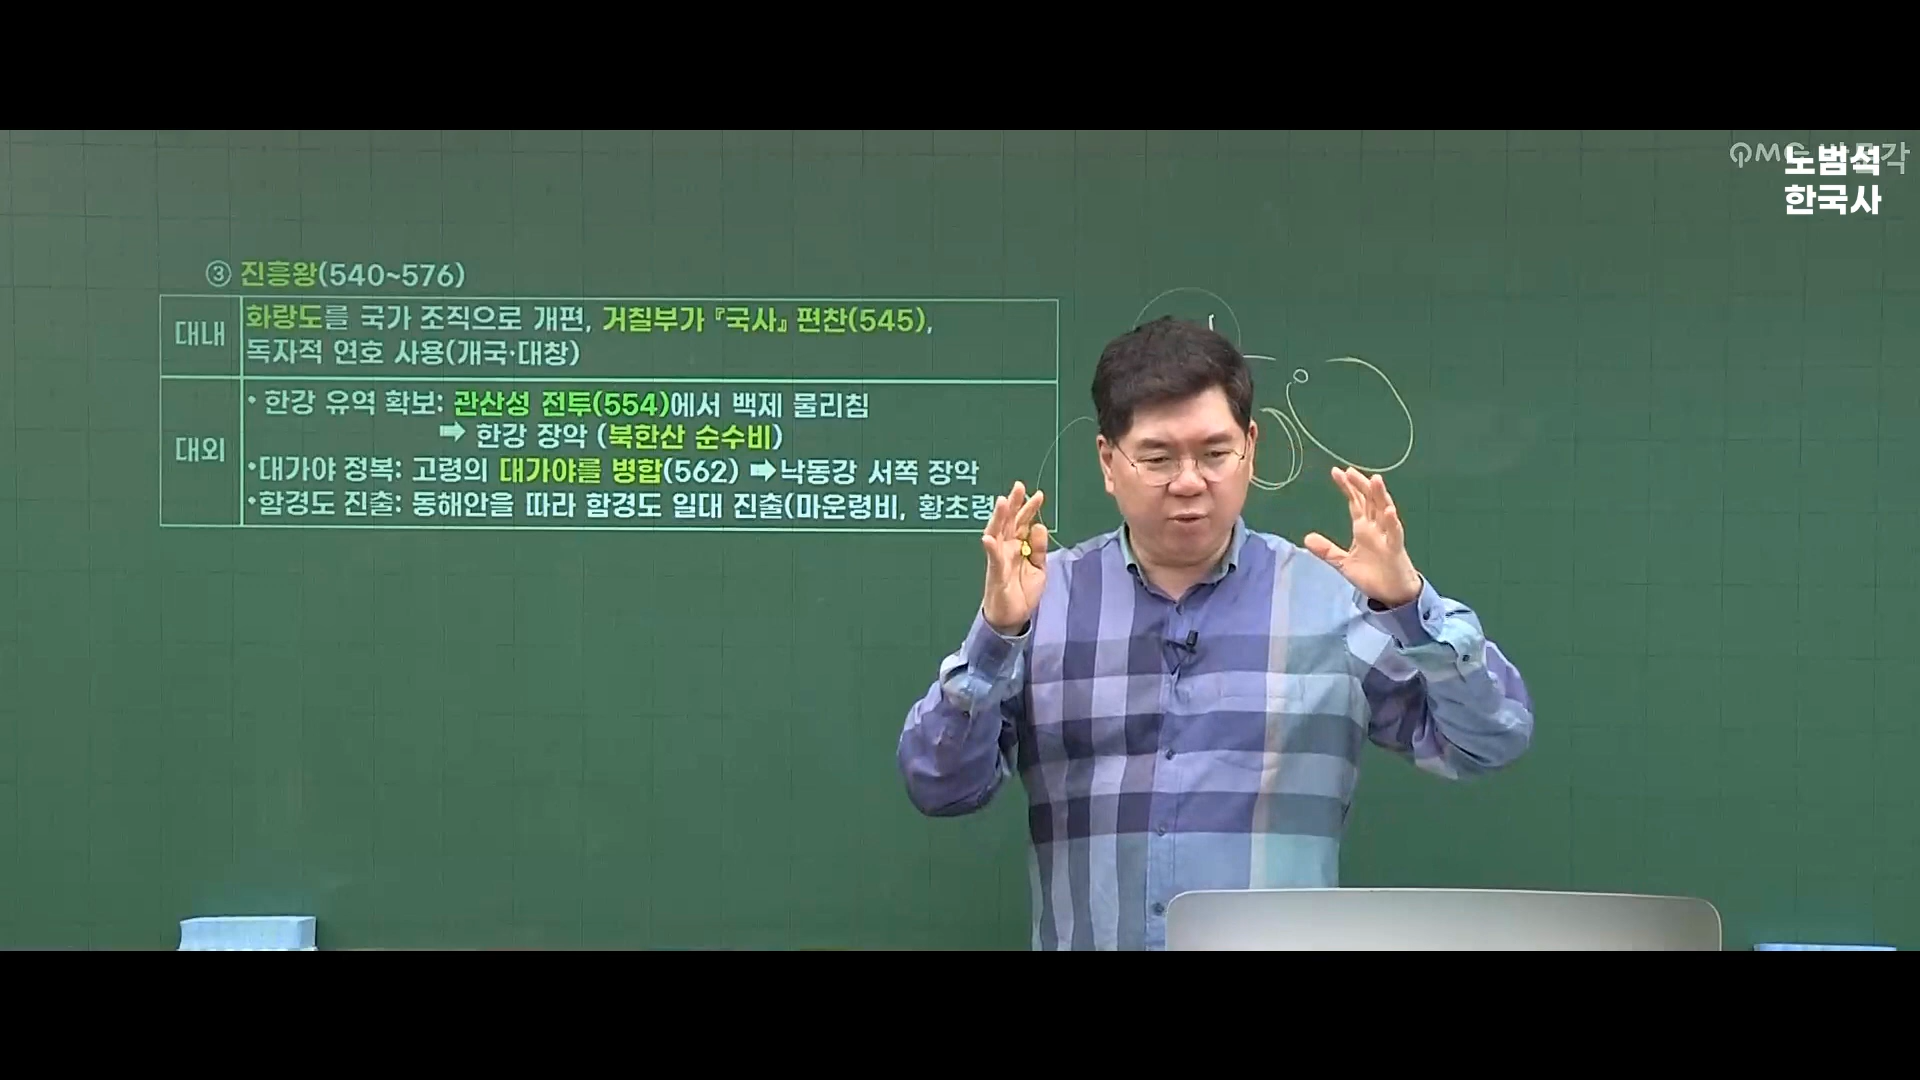 노범석
한국사
③ 진흥왕(540~576)
대내
화랑도를 국가 조직으로 개편, 거칠부가 『국사』 편찬(545),
독자적 연호 사용(개국·대창)
대외
• 한강 유역 확보: 관산성 전투(554)에서 백제 물리침
➡ 한강 장악 (북한산 순수비)
•대가야 정복: 고령의 대가야를 병합(562) ➡낙동강 서쪽 장악
•함경도 진출: 동해안을 따라 함경도 일대 진출(마운령비, 황초령